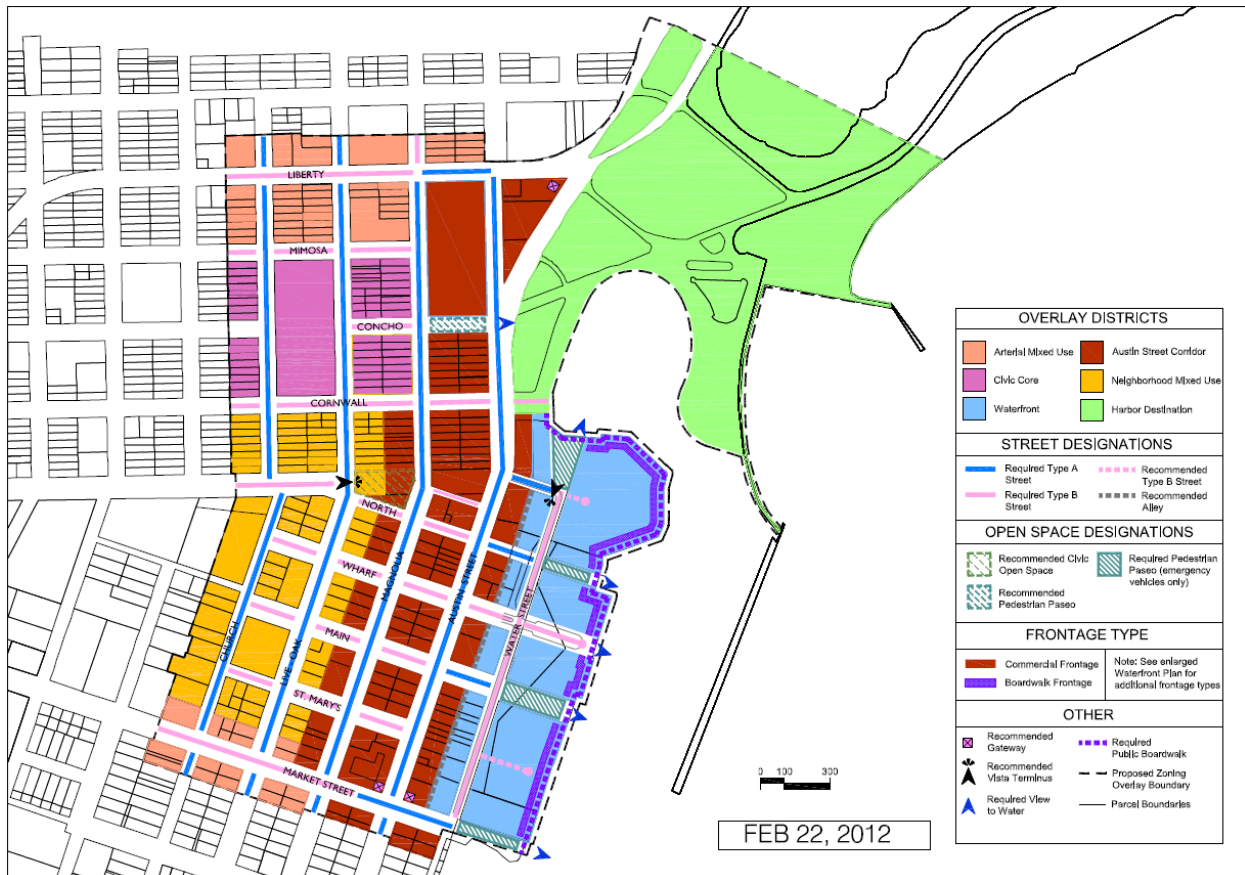 LIBERTY
MIMOSA
CONCHO
CORNWALL
NORTH
WHARF
MAIN
ST. MARY'S
MARKET STREET
CHURCH
LIVE - OAK
MAGNOLIA
AUSTIN STREET
WATER STREET
0 100 300
FEB 22, 2012
OVERLAY DISTRICTS
Arterial Mixed Use
Austin Street Corridor
Civic Core
Neighborhood Mixed Use
Waterfront
Harbor Destination
STREET DESIGNATIONS
Required Type A
Street
Recommended
Type B Street
Required Type B
Street
Recommended
Alley
OPEN SPACE DESIGNATIONS
Recommended Civic
Open Space
Required Pedestrian
Paseo (emergency
vehicles only)
Recommended
Pedestrian Paseo
FRONTAGE TYPE
Commercial Frontage
Boardwalk Frontage
Note: See enlarged
Waterfront Plan for
additional frontage types
OTHER
Recommended
Gateway
Required
Public Boardwalk
Recommended
Vista Terminus
Proposed Zoning
Overlay Boundary
Required View
to Water
Parcel Boundaries